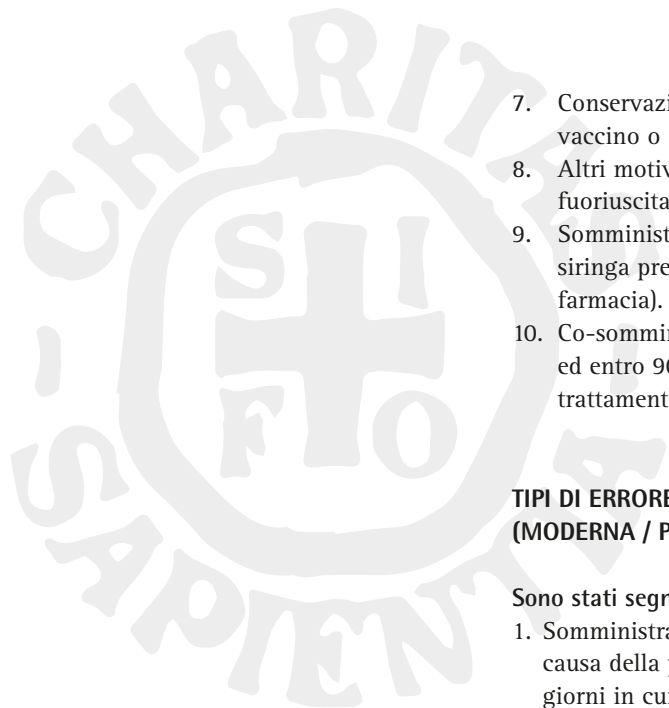 CHARITAS - SAPIENTIA -
S I
F O
7. Conservazi
vaccino o
8. Altri motiv
fuoriuscita
9. Somminist
siringa pre
farmacia).
10. Co-sommin
ed entro 90
trattament
TIPI DI ERRORE
(MODERNA / P
Sono stati segn
1. Somministra
causa della
giorni in cu